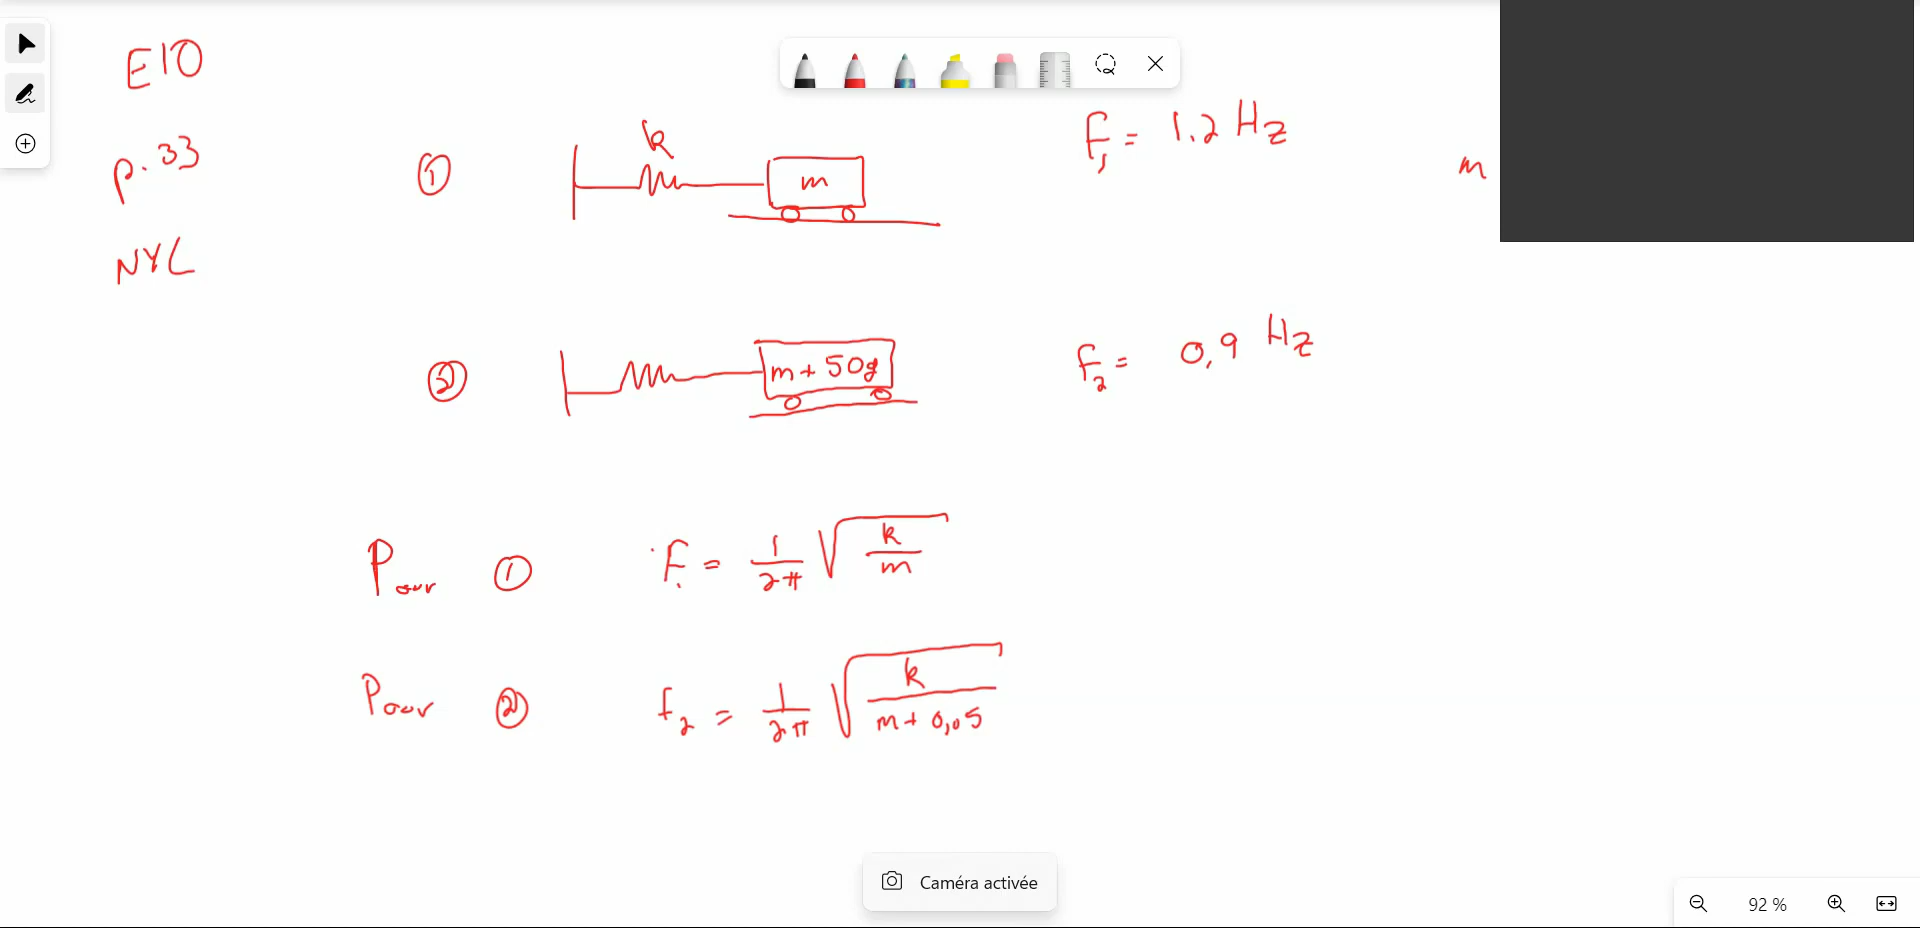 E10
p. 33
NYC
① k m F₁ = 1.2 Hz m
② m + 50g f₂ = 0,9 Hz
Pour ① F₁ = 1/2π √(k/m)
Pour ② f₂ = 1/2π √(k/(m + 0,05))
Caméra activée
92 %